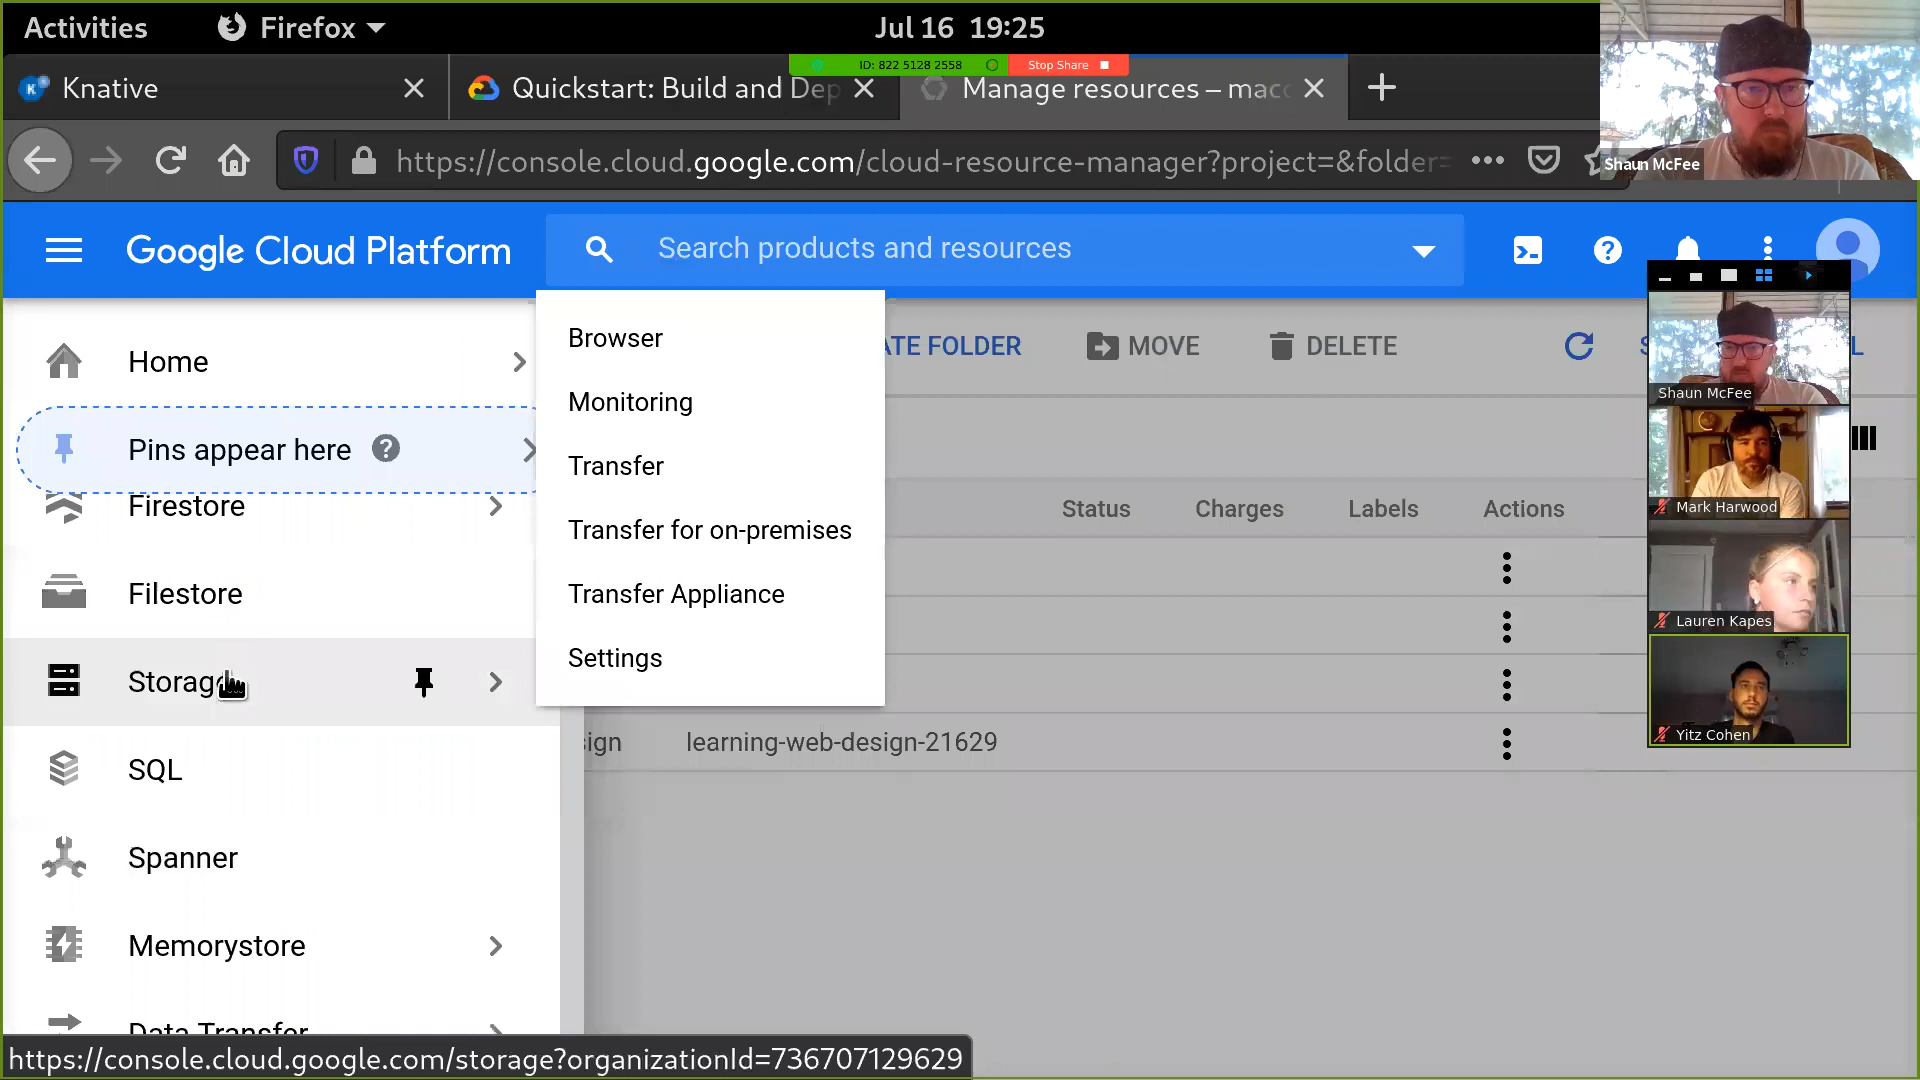 Activities Firefox Jul 16 19:25
Knative
Quickstart: Build and Dep
ID: 822 5128 2558 Stop Share
Manage resources – macc
https://console.cloud.google.com/cloud-resource-manager?project=&folder=
Shaun McFee
Google Cloud Platform
Search products and resources
Home
Pins appear here
Firestore
Filestore
Storage
SQL
Spanner
Memorystore
Data Transfer
Browser
Monitoring
Transfer
Transfer for on-premises
Transfer Appliance
Settings
ATE FOLDER MOVE DELETE
Status Charges Labels Actions
sign learning-web-design-21629
Shaun McFee
Mark Harwood
Lauren Kapes
Yitz Cohen
https://console.cloud.google.com/storage?organizationId=736707129629